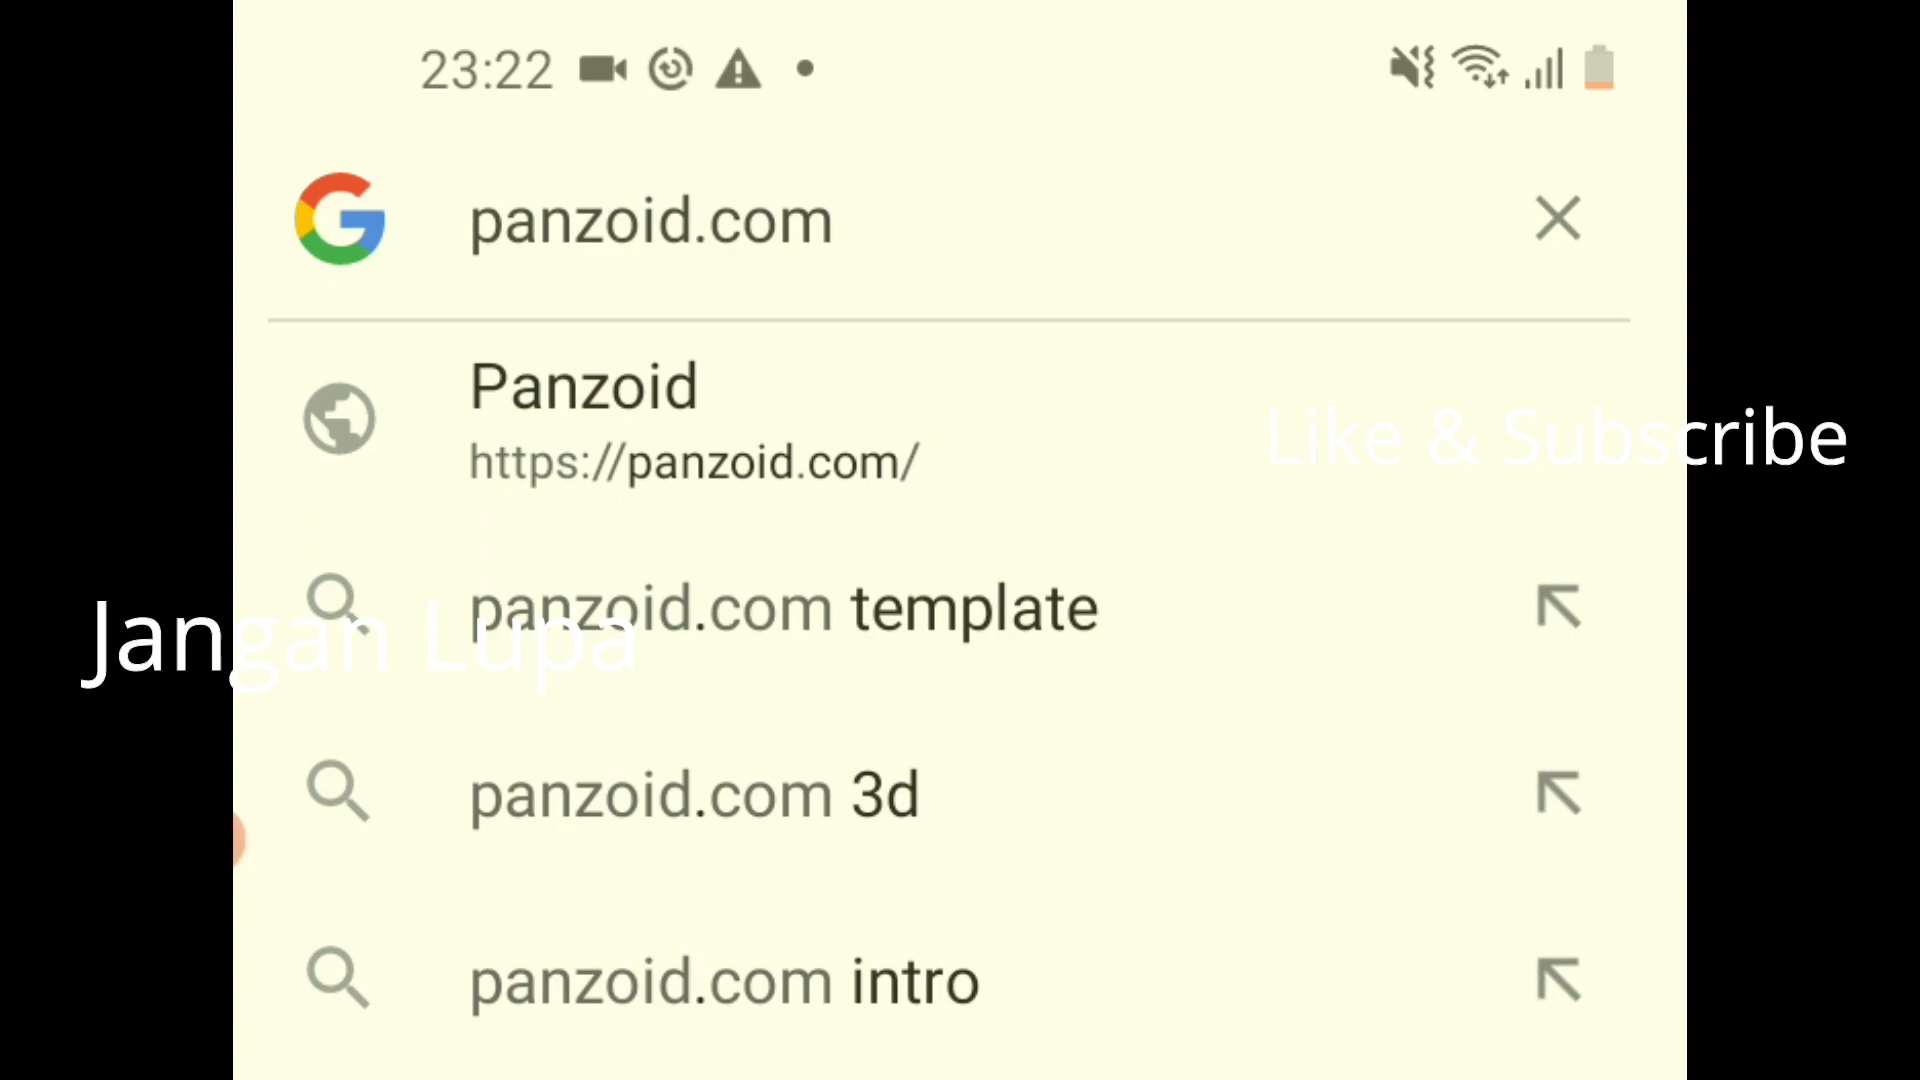 23:22
panzoid.com
Panzoid
https://panzoid.com/
Like & Subscribe
panzoid.com template
Jangan Lupa
panzoid.com 3d
panzoid.com intro